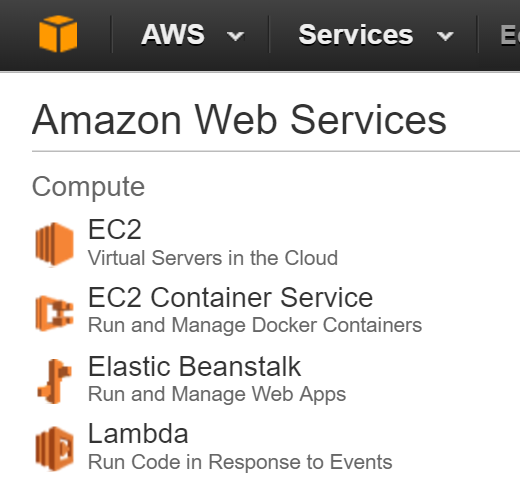 AWS Services
Amazon Web Services
Compute
EC2
Virtual Servers in the Cloud
EC2 Container Service
Run and Manage Docker Containers
Elastic Beanstalk
Run and Manage Web Apps
Lambda
Run Code in Response to Events